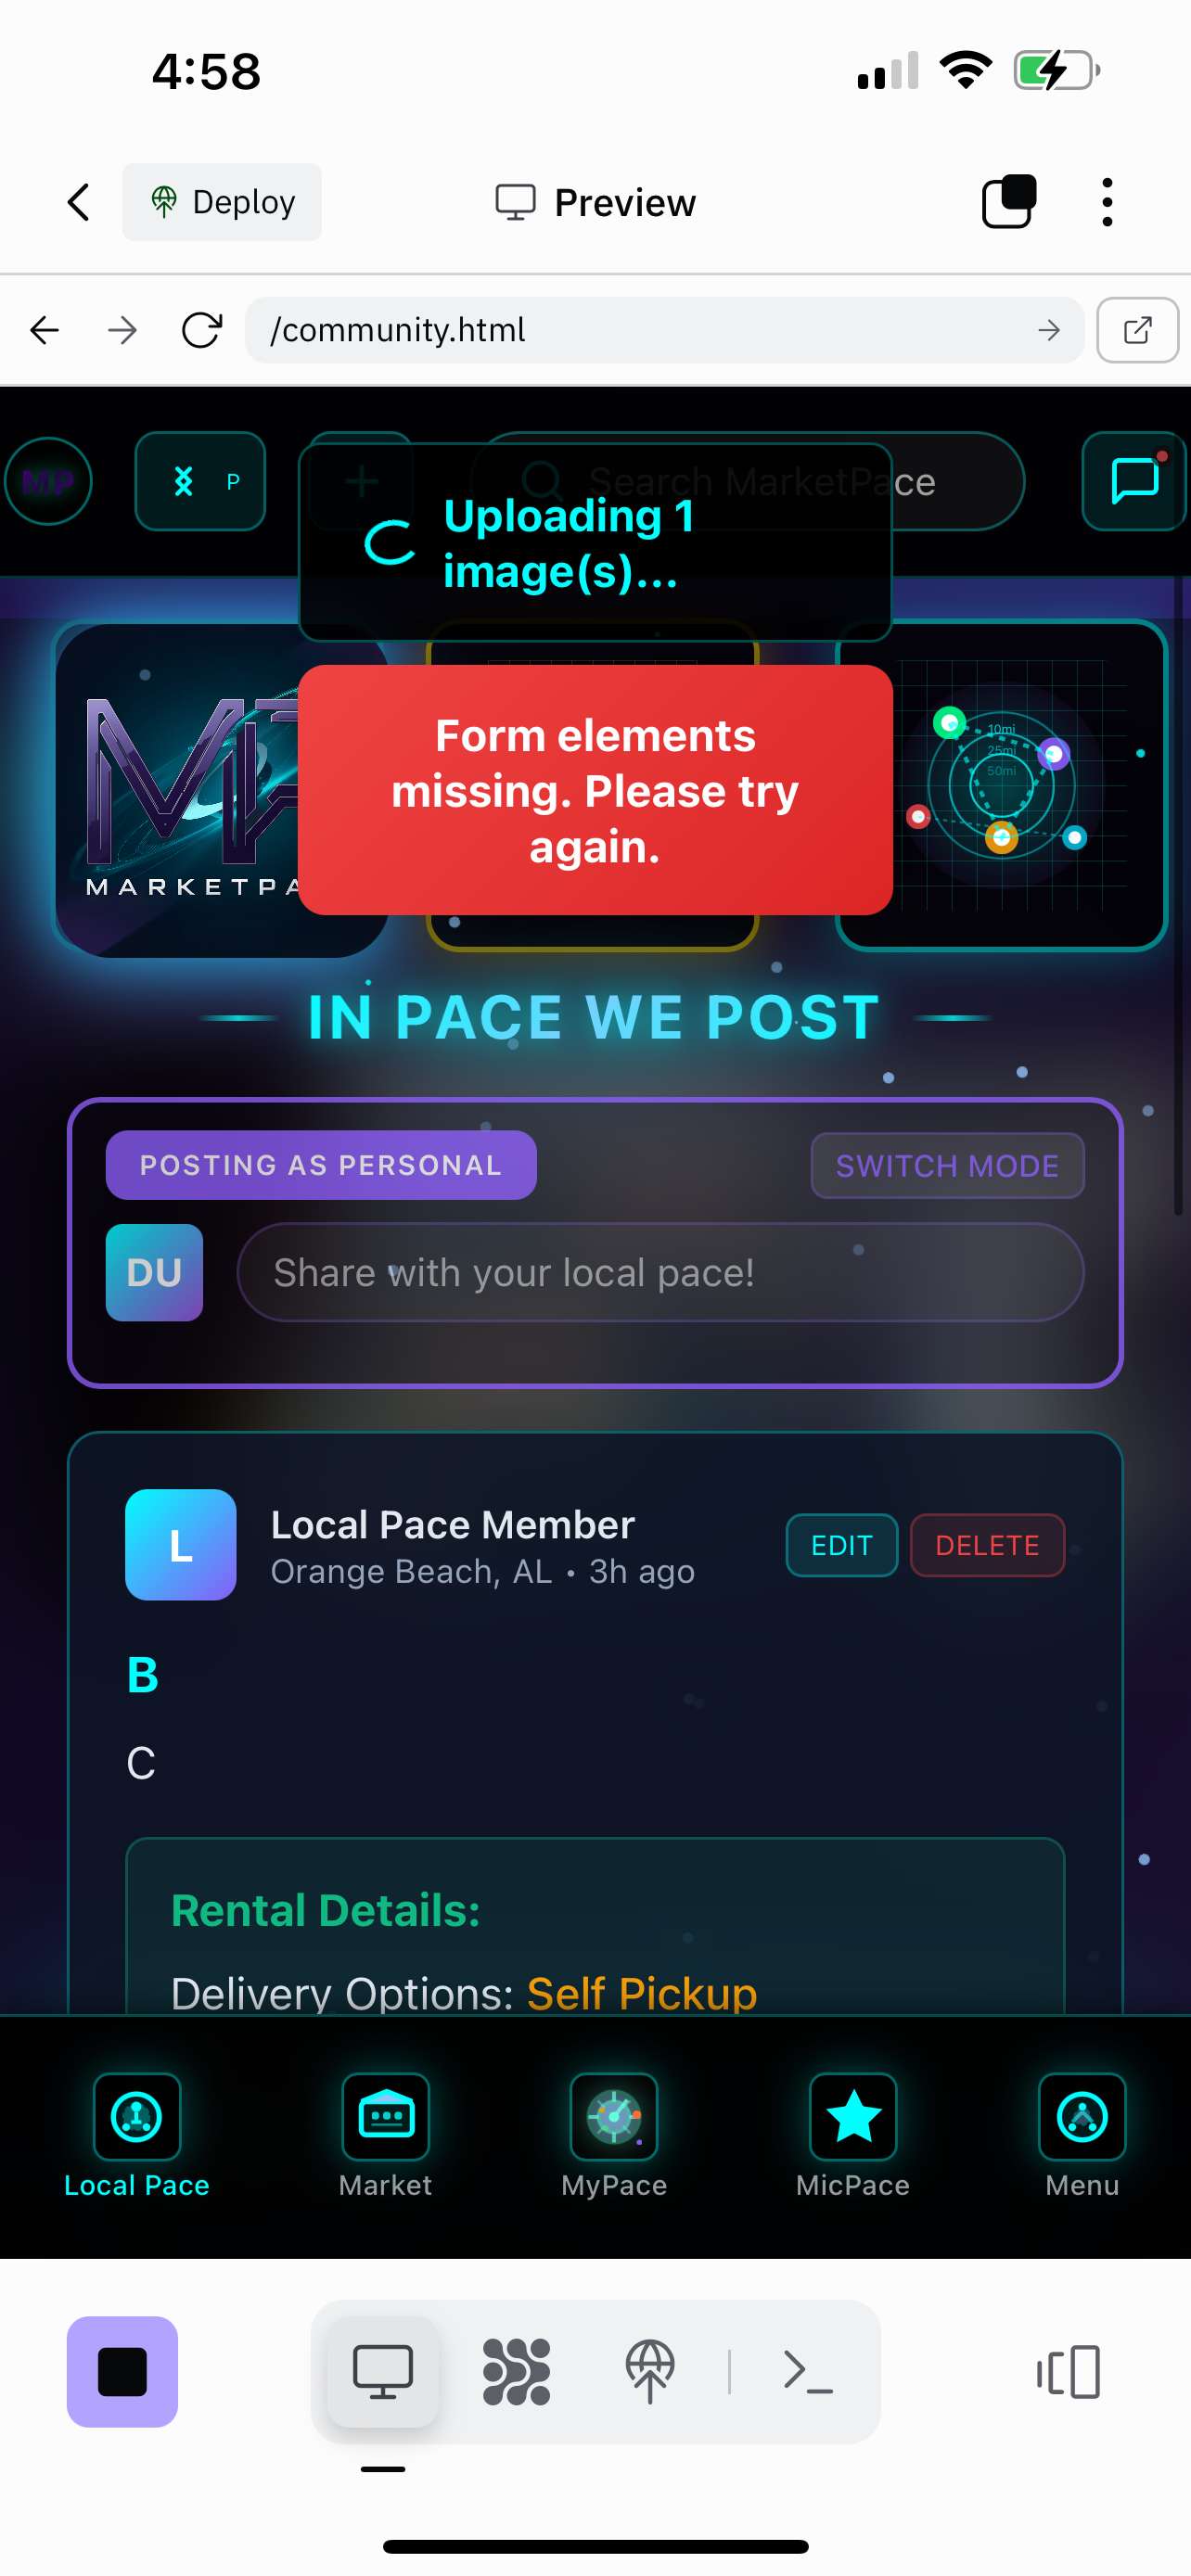 4:58
Deploy
Preview
/community.html
MP
P
Search MarketPace
Uploading 1
image(s)...
Form elements
missing. Please try
again.
MARKETPA
10mi
25mi
50mi
IN PACE WE POST
POSTING AS PERSONAL
SWITCH MODE
DU
Share with your local pace!
L
Local Pace Member
Orange Beach, AL • 3h ago
EDIT
DELETE
B
C
Rental Details:
Delivery Options: Self Pickup
Local Pace
Market
MyPace
MicPace
Menu